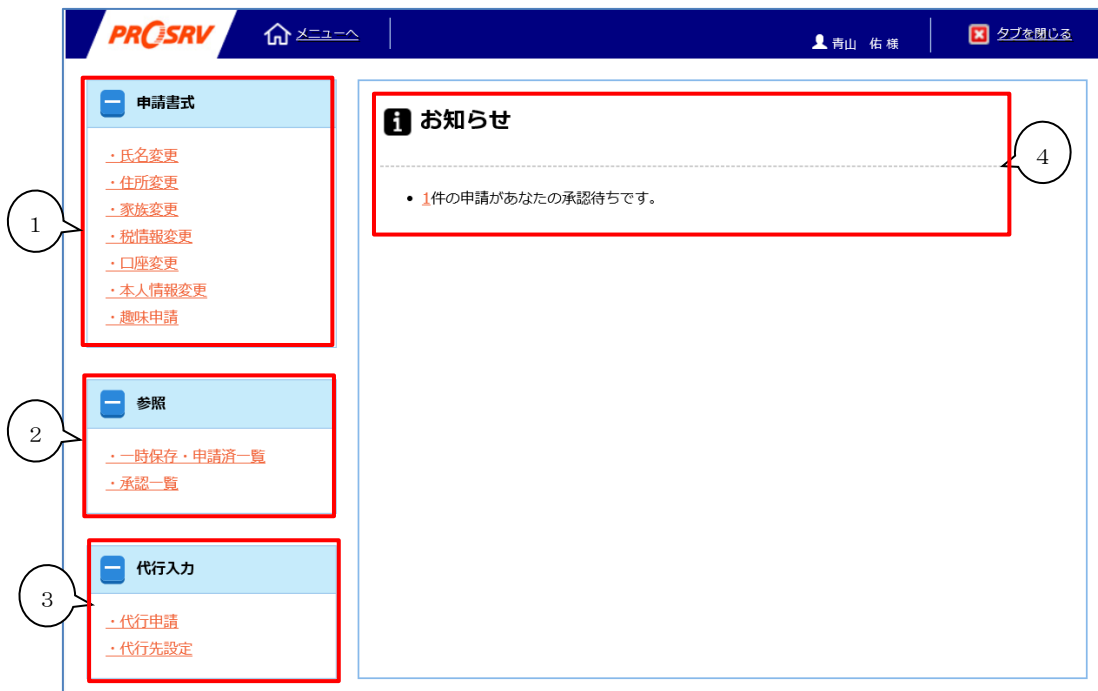 PROSRV メニューへ 青山 佑 様 タブを閉じる
申請書式
・氏名変更
・住所変更
・家族変更
・税情報変更
・口座変更
・本人情報変更
・趣味申請
1
参照
・一時保存・申請済一覧
・承認一覧
2
代行入力
・代行申請
・代行先設定
3
お知らせ
• 1件の申請があなたの承認待ちです。
4